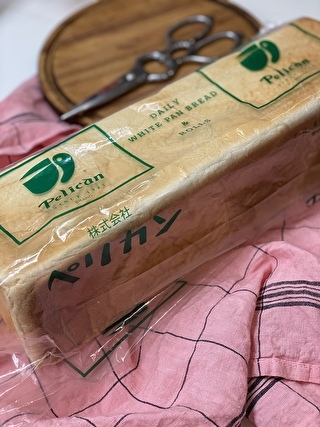 Pelican
DAILY
WHITE PAN BREAD
&
ROLLS
Pelican
株式会社
ペリカン